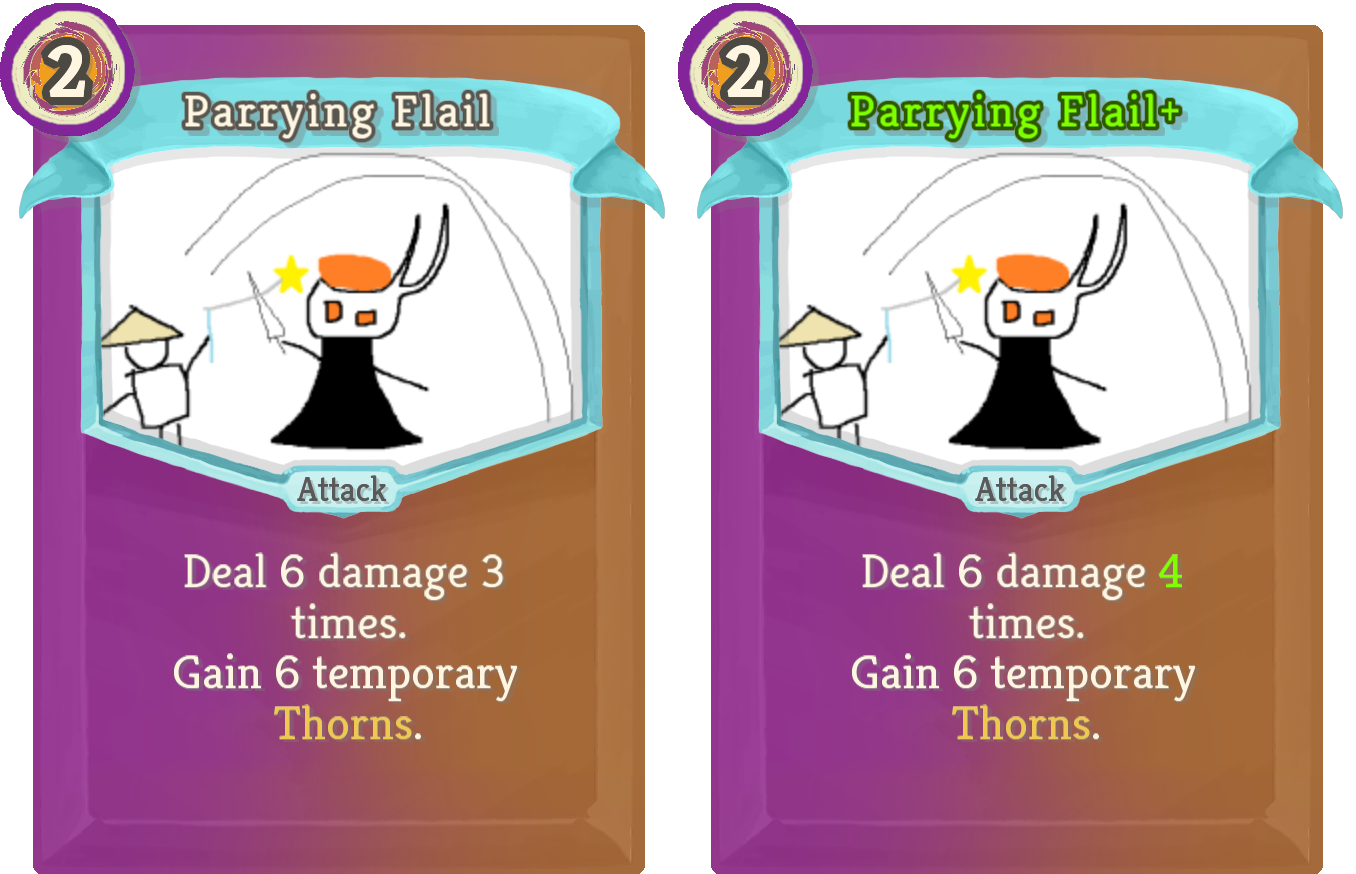 2
Parrying Flail
Attack
Deal 6 damage 3
times.
Gain 6 temporary
Thorns.
2
Parrying Flail+
Attack
Deal 6 damage 4
times.
Gain 6 temporary
Thorns.